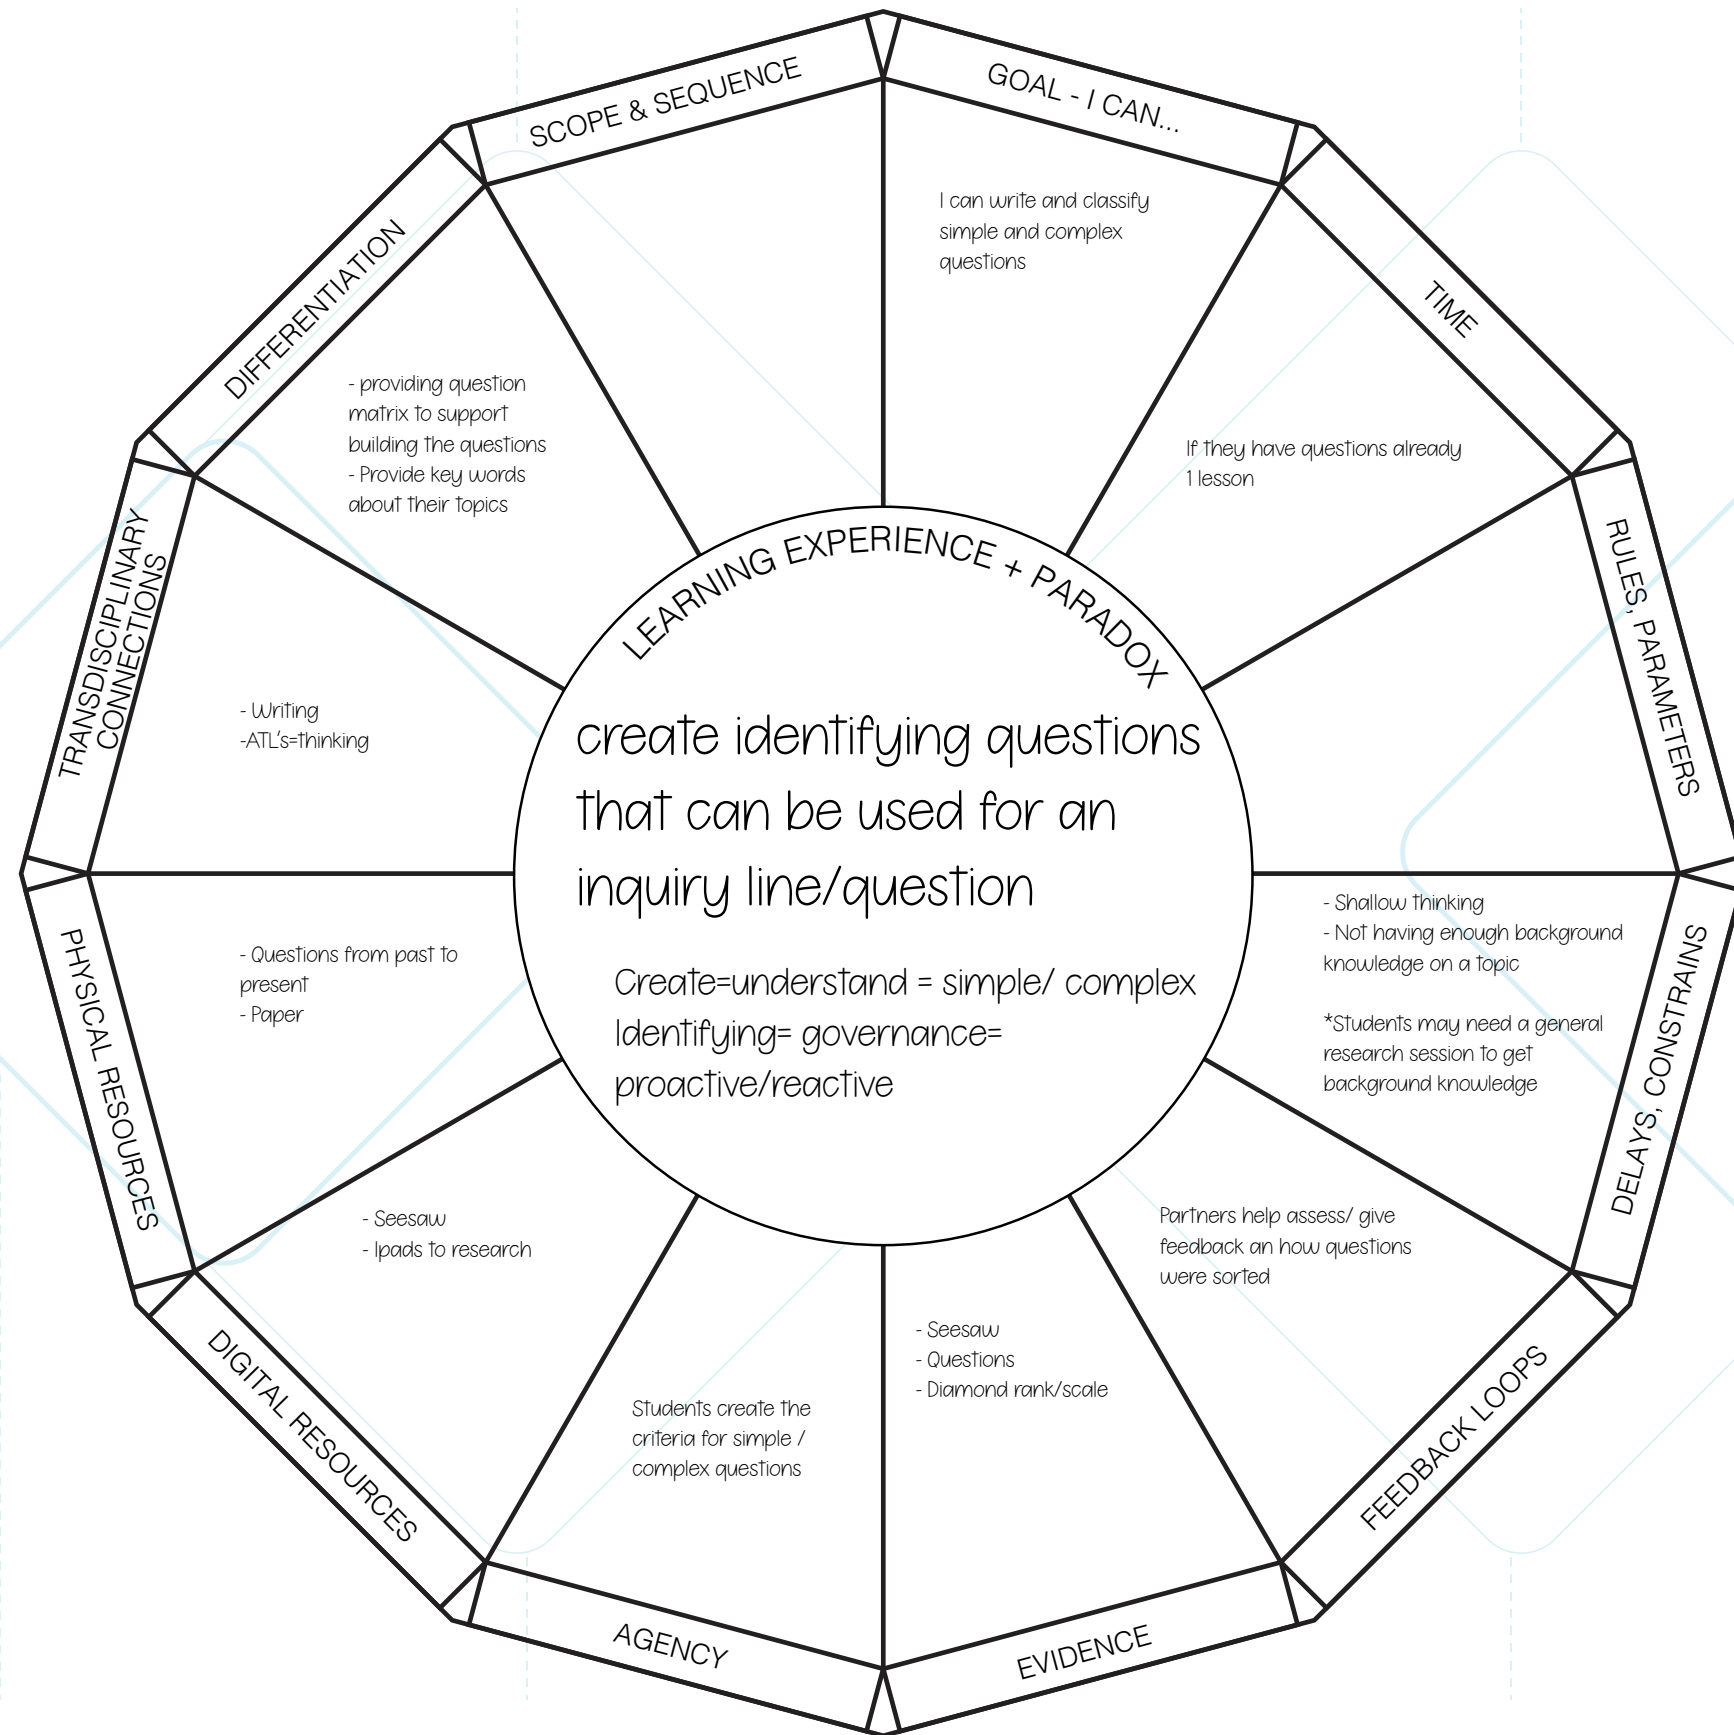 SCOPE & SEQUENCE
GOAL - I CAN...
I can write and classify
simple and complex
questions
TIME
If they have questions already
1 lesson
RULES, PARAMETERS
DELAYS, CONSTRAINS
- Shallow thinking
- Not having enough background
knowledge on a topic
*Students may need a general
research session to get
background knowledge
FEEDBACK LOOPS
Partners help assess/ give
feedback an how questions
were sorted
EVIDENCE
- Seesaw
- Questions
- Diamond rank/scale
AGENCY
Students create the
criteria for simple /
complex questions
DIGITAL RESOURCES
- Seesaw
- Ipads to research
PHYSICAL RESOURCES
- Questions from past to
present
- Paper
TRANSDISCIPLINARY
CONNECTIONS
- Writing
-ATL's=thinking
DIFFERENTIATION
- providing question
matrix to support
building the questions
- Provide key words
about their topics
LEARNING EXPERIENCE + PARADOX
create identifying questions
that can be used for an
inquiry line/question
Create=understand = simple/ complex
Identifying= governance=
proactive/reactive